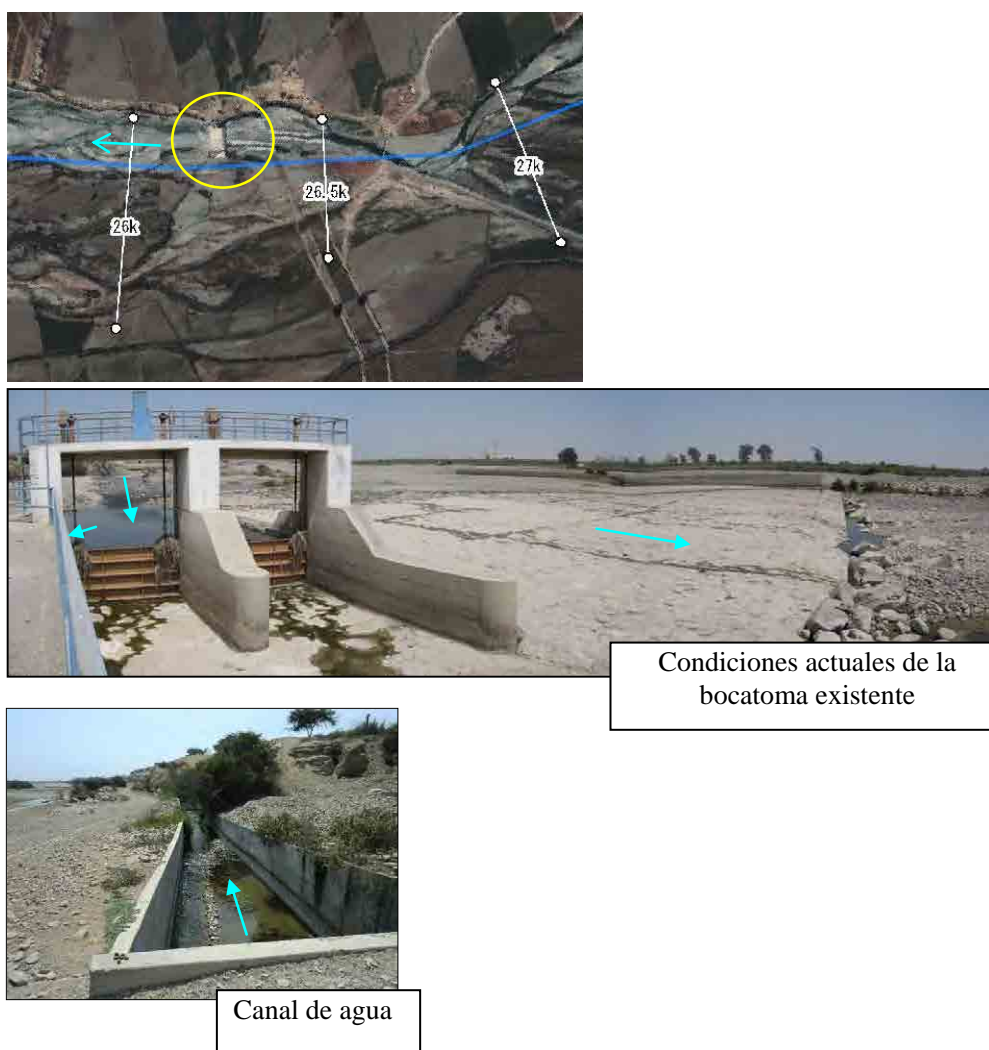 26k
26.5k
27k
Condiciones actuales de la
bocatoma existente
Canal de agua